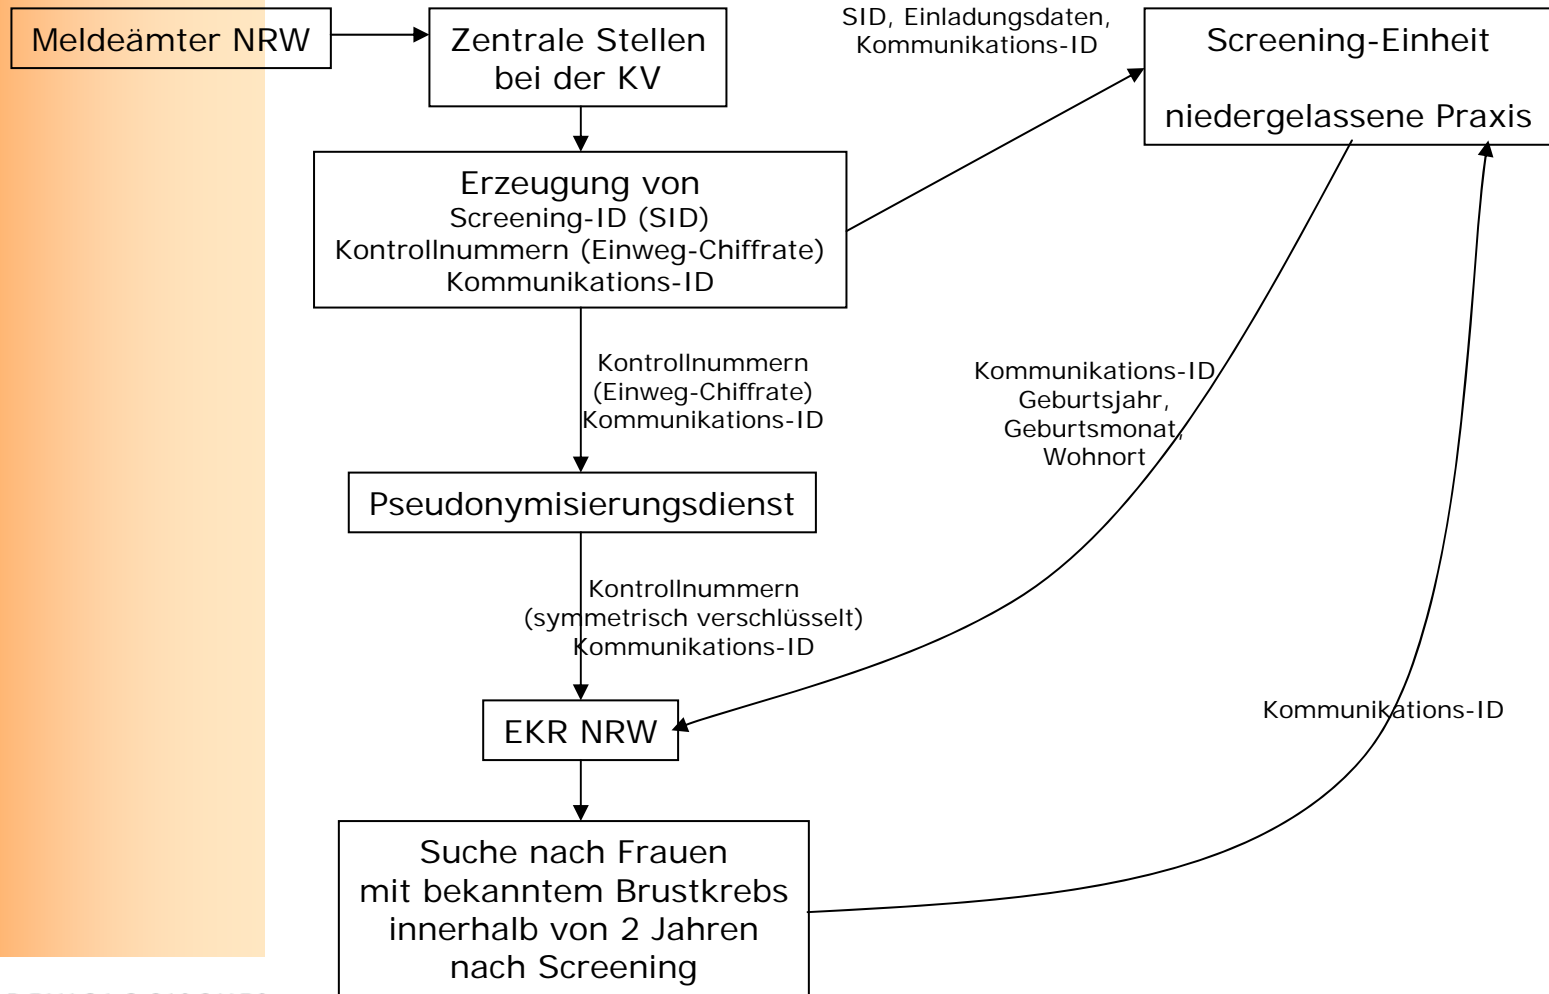 Meldeämter NRW
Zentrale Stellen
bei der KV
SID, Einladungsdaten,
Kommunikations-ID
Screening-Einheit
niedergelassene Praxis
Erzeugung von
Screening-ID (SID)
Kontrollnummern (Einweg-Chiffrate)
Kommunikations-ID
Kontrollnummern
(Einweg-Chiffrate)
Kommunikations-ID
Kommunikations-ID
Geburtsjahr,
Geburtsmonat,
Wohnort
Pseudonymisierungsdienst
Kontrollnummern
(symmetrisch verschlüsselt)
Kommunikations-ID
EKR NRW
Kommunikations-ID
Suche nach Frauen
mit bekanntem Brustkrebs
innerhalb von 2 Jahren
nach Screening